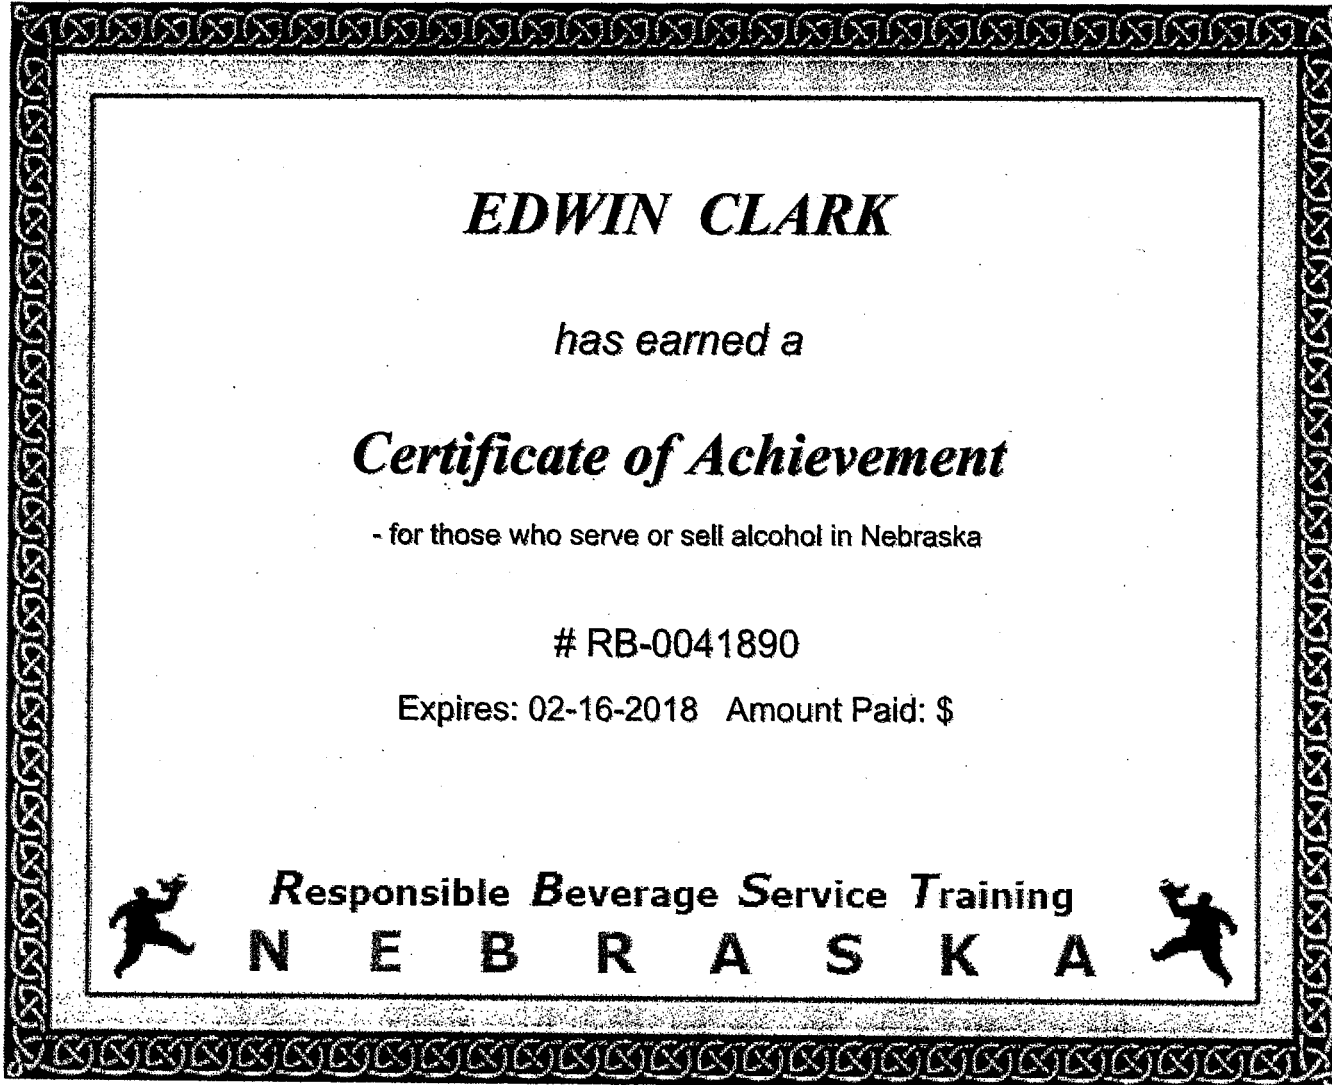 EDWIN CLARK
has earned a
Certificate of Achievement
- for those who serve or sell alcohol in Nebraska
# RB-0041890
Expires: 02-16-2018 Amount Paid: $
Responsible Beverage Service Training
NEBRASKA